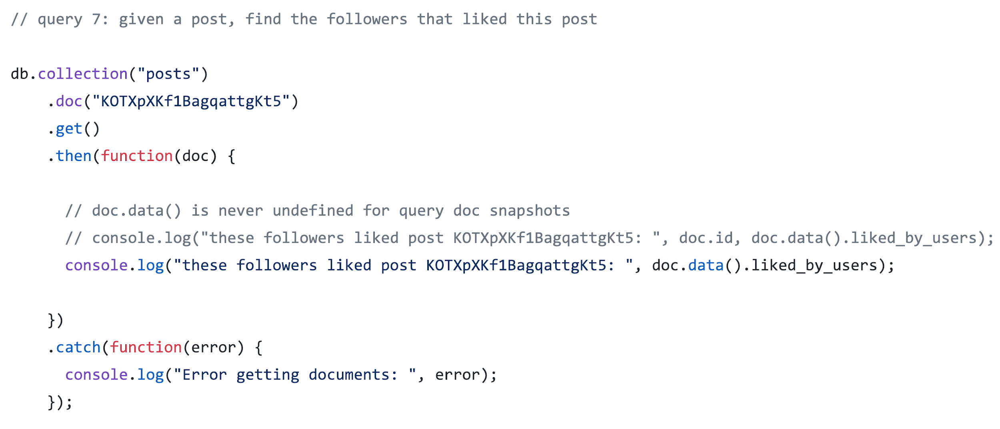 // query 7: given a post, find the followers that liked this post
db.collection("posts")
.doc("KOTXpXKf1BagqattgKt5")
.get()
.then(function(doc) {
// doc.data() is never undefined for query doc snapshots
// console.log("these followers liked post KOTXpXKf1BagqattgKt5: ", doc.id, doc.data().liked_by_users);
console.log("these followers liked post KOTXpXKf1BagqattgKt5: ", doc.data().liked_by_users);
})
.catch(function(error) {
console.log("Error getting documents: ", error);
});